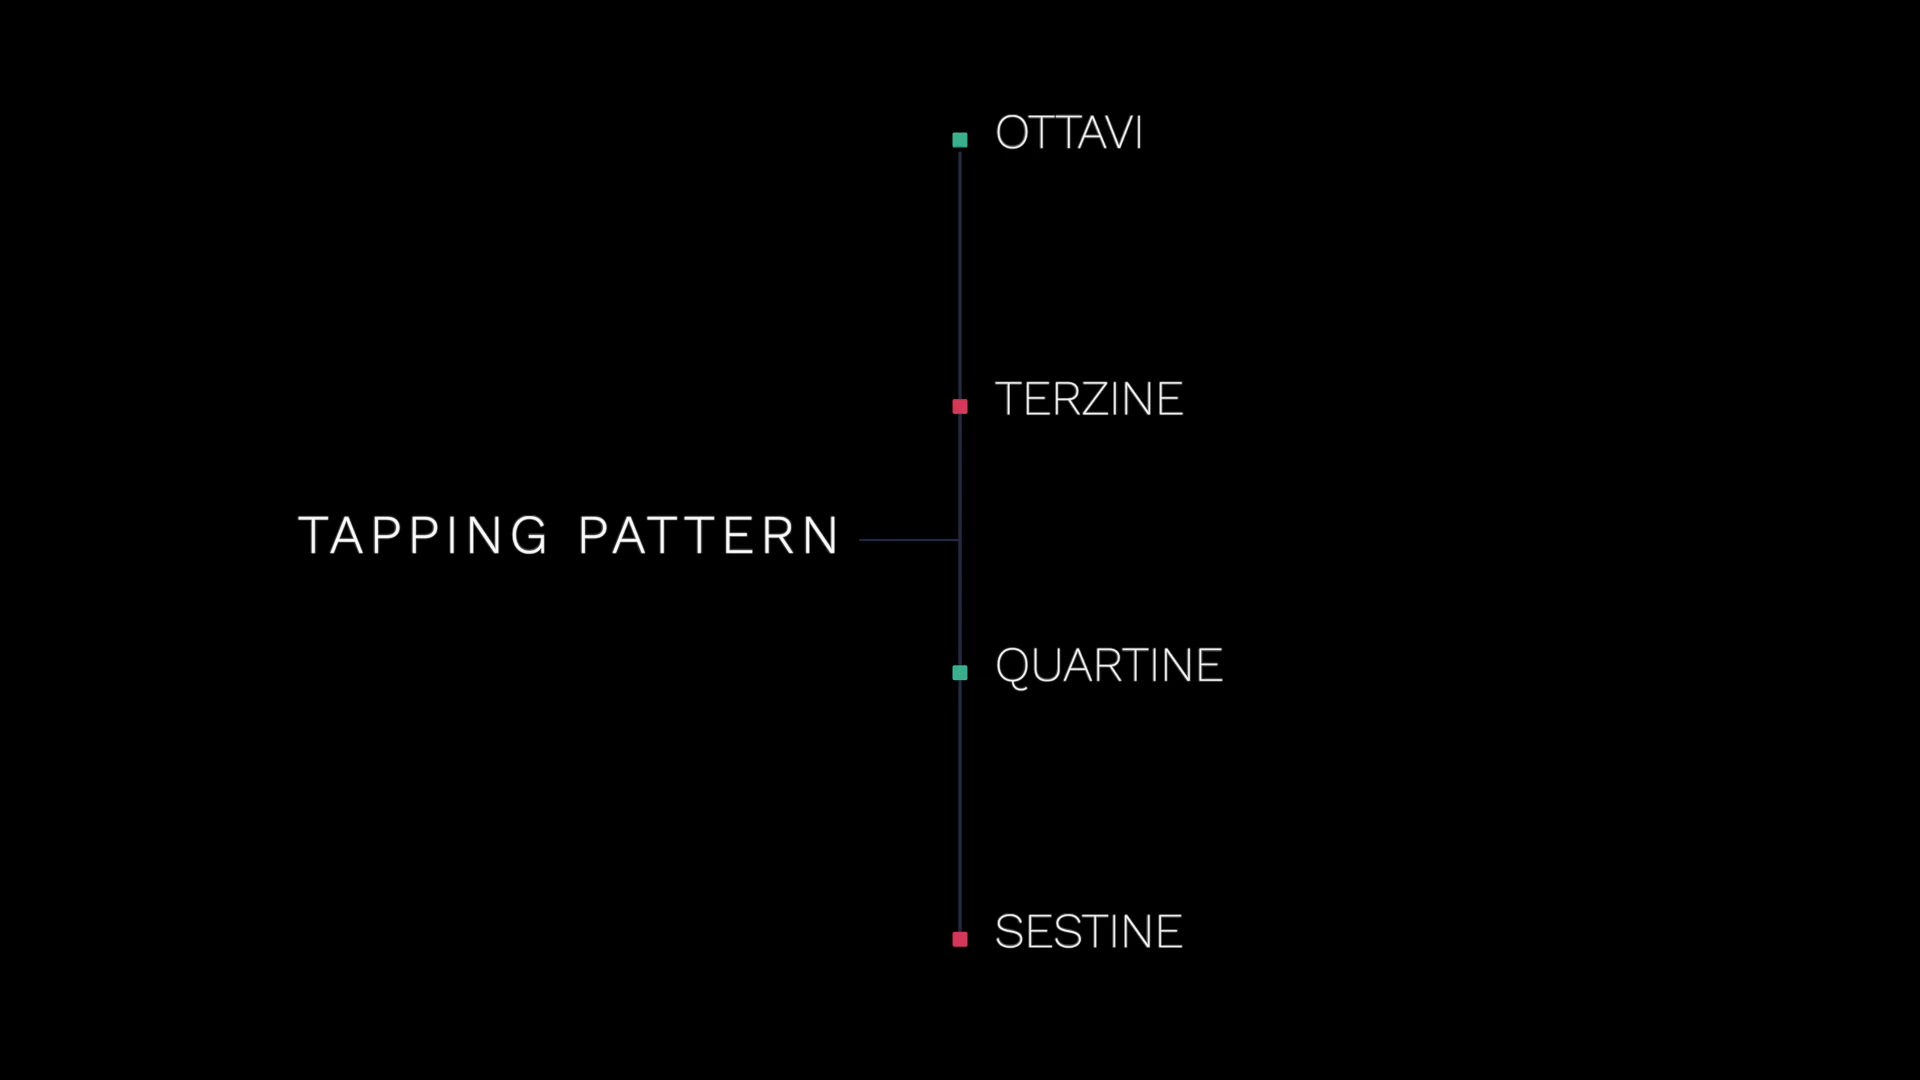 OTTAVI
TERZINE
TAPPING PATTERN
QUARTINE
SESTINE